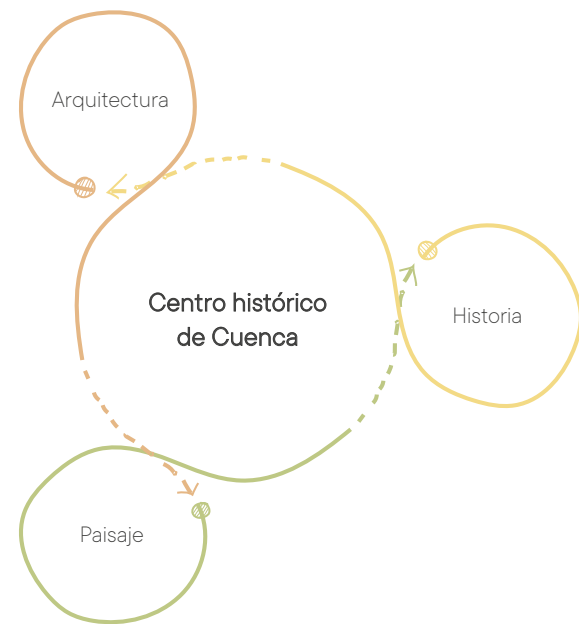 Arquitectura
Centro histórico
de Cuenca
Historia
Paisaje